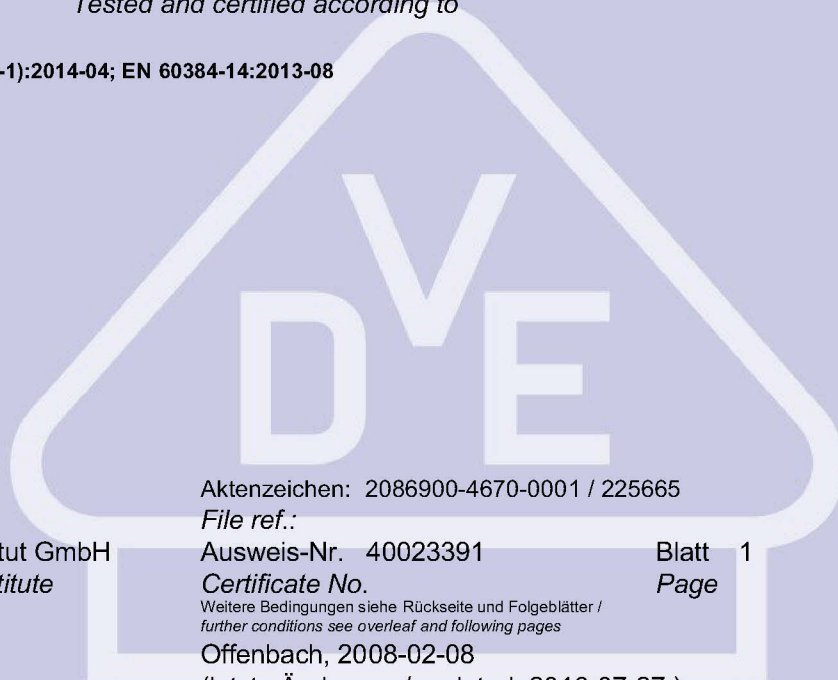 Tested and certified according to
-1):2014-04; EN 60384-14:2013-08
VDE
Aktenzeichen: 2086900-4670-0001 / 225665
File ref.:
tut GmbH Ausweis-Nr. 40023391 Blatt 1
titute Certificate No. Page
Weitere Bedingungen siehe Rückseite und Folgeblätter /
further conditions see overleaf and following pages
Offenbach, 2008-02-08